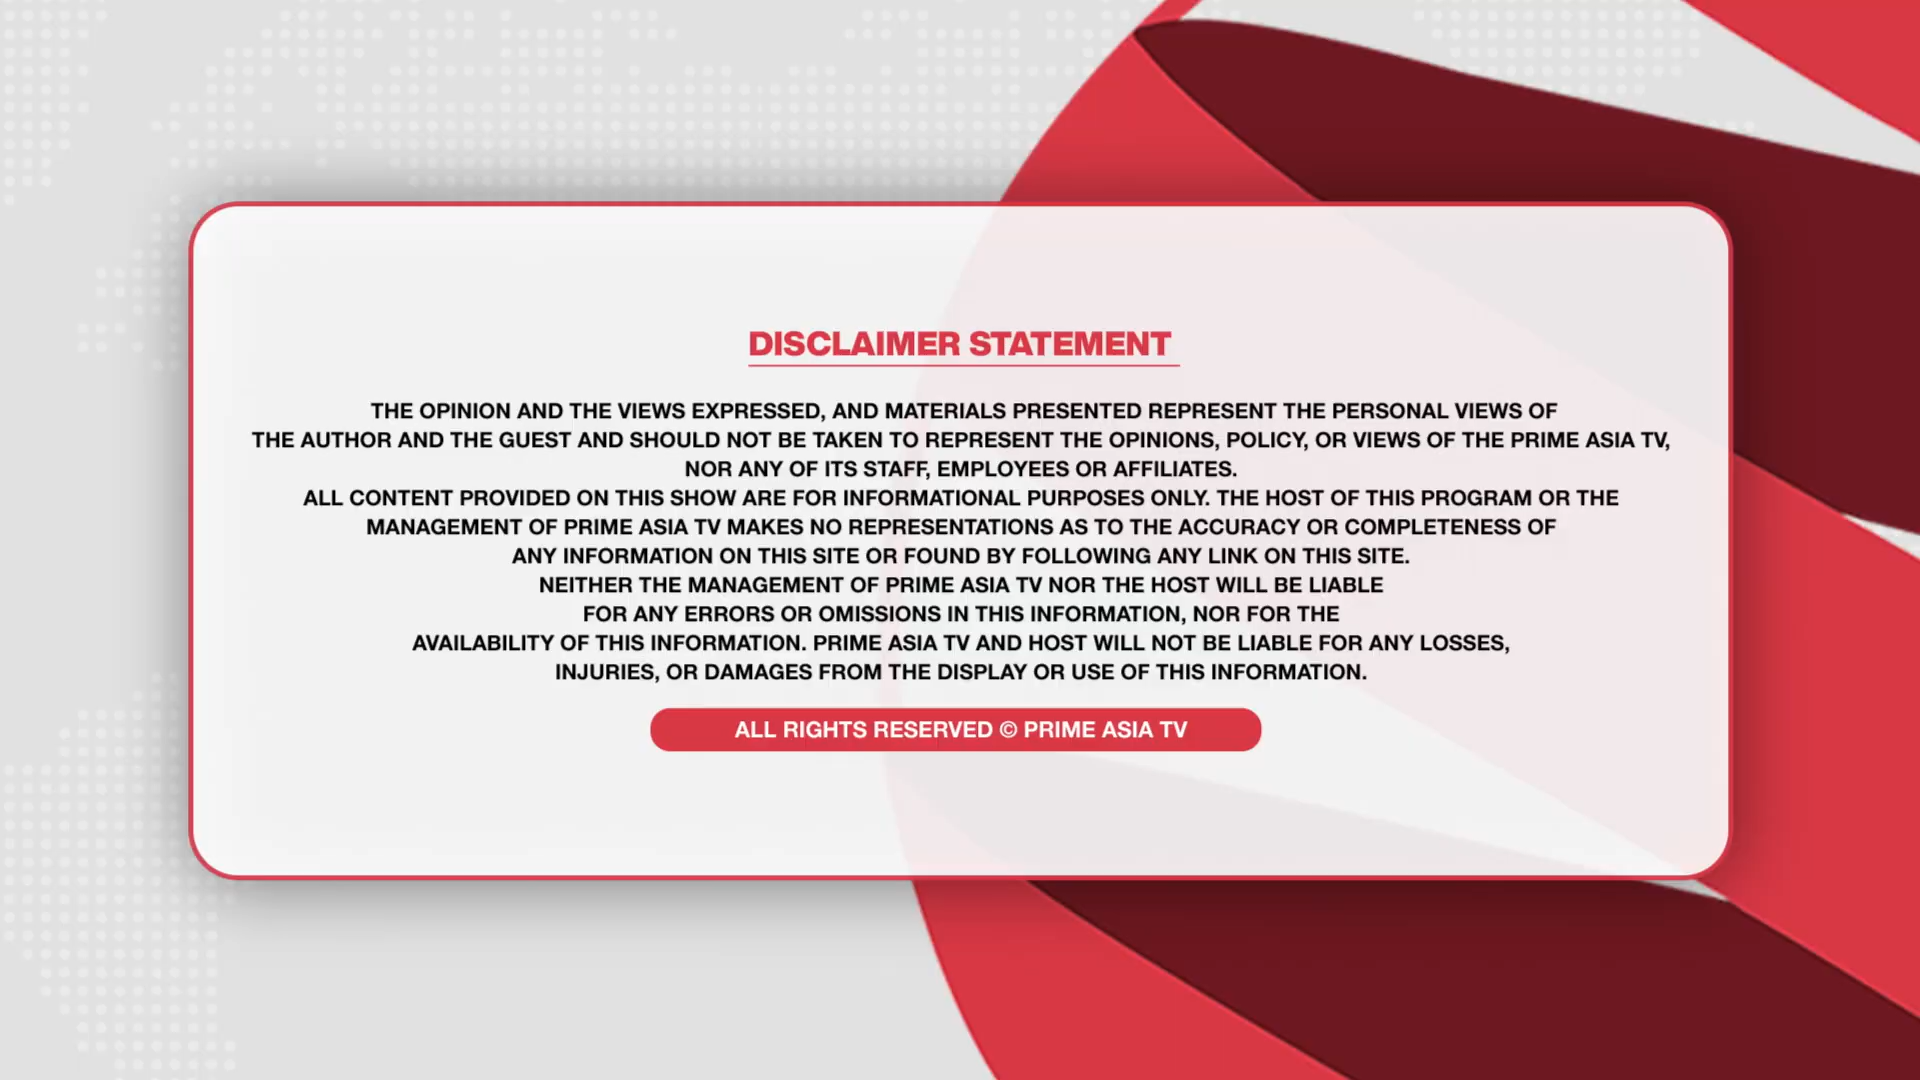 DISCLAIMER STATEMENT
THE OPINION AND THE VIEWS EXPRESSED, AND MATERIALS PRESENTED REPRESENT THE PERSONAL VIEWS OF
THE AUTHOR AND THE GUEST AND SHOULD NOT BE TAKEN TO REPRESENT THE OPINIONS, POLICY, OR VIEWS OF THE PRIME ASIA TV,
NOR ANY OF ITS STAFF, EMPLOYEES OR AFFILIATES.
ALL CONTENT PROVIDED ON THIS SHOW ARE FOR INFORMATIONAL PURPOSES ONLY. THE HOST OF THIS PROGRAM OR THE
MANAGEMENT OF PRIME ASIA TV MAKES NO REPRESENTATIONS AS TO THE ACCURACY OR COMPLETENESS OF
ANY INFORMATION ON THIS SITE OR FOUND BY FOLLOWING ANY LINK ON THIS SITE.
NEITHER THE MANAGEMENT OF PRIME ASIA TV NOR THE HOST WILL BE LIABLE
FOR ANY ERRORS OR OMISSIONS IN THIS INFORMATION, NOR FOR THE
AVAILABILITY OF THIS INFORMATION. PRIME ASIA TV AND HOST WILL NOT BE LIABLE FOR ANY LOSSES,
INJURIES, OR DAMAGES FROM THE DISPLAY OR USE OF THIS INFORMATION.
ALL RIGHTS RESERVED © PRIME ASIA TV